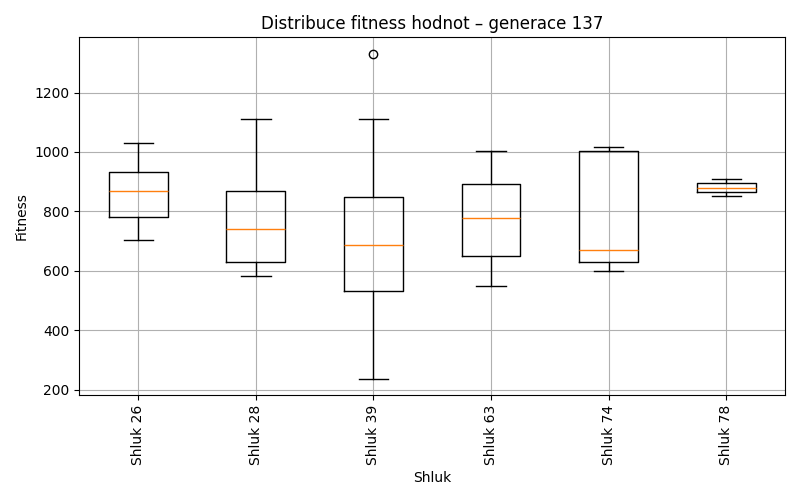 Distribuce fitness hodnot – generace 137
Fitness
1200
1000
800
600
400
200
Shluk 26
Shluk 28
Shluk 39
Shluk 63
Shluk 74
Shluk 78
Shluk